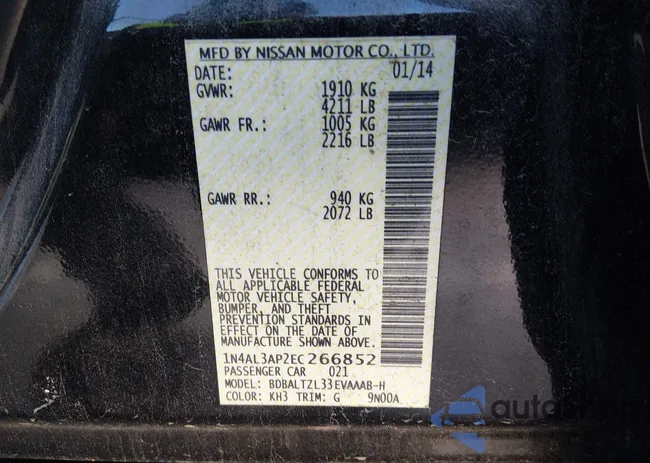 MFD BY NISSAN MOTOR CO., LTD.
DATE: 01/14
GVWR: 1910 KG
4211 LB
GAWR FR.: 1005 KG
2216 LB
GAWR RR.: 940 KG
2072 LB
THIS VEHICLE CONFORMS TO
ALL APPLICABLE FEDERAL
MOTOR VEHICLE SAFETY,
BUMPER, AND THEFT
PREVENTION STANDARDS IN
EFFECT ON THE DATE OF
MANUFACTURE SHOWN ABOVE.
1N4AL3AP2EC266852
PASSENGER CAR 021
MODEL: BDBALTZL33EVAAAB-H
COLOR: KH3 TRIM: G 9N00A